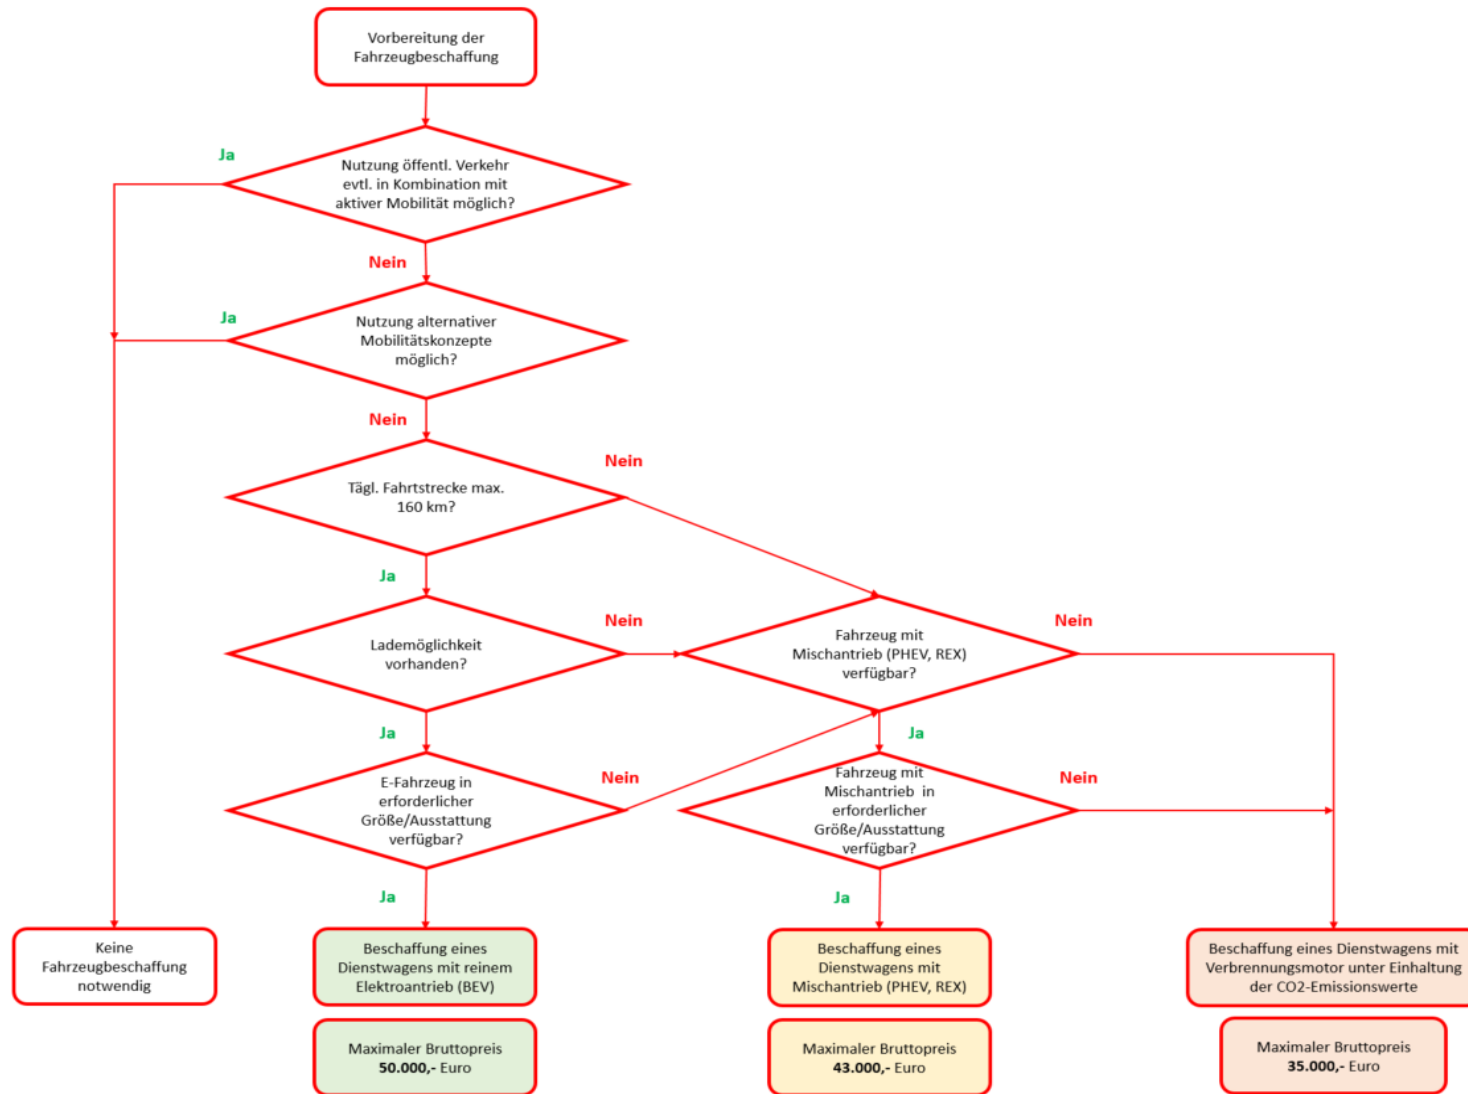 Vorbereitung der
Fahrzeugbeschaffung
Ja
Nutzung öffentl. Verkehr
evtl. in Kombination mit
aktiver Mobilität möglich?
Nein
Ja
Nutzung alternativer
Mobilitätskonzepte
möglich?
Nein
Nein
Tägl. Fahrtstrecke max.
160 km?
Ja
Nein
Nein
Lademöglichkeit
vorhanden?
Fahrzeug mit
Mischantrieb (PHEV, REX)
verfügbar?
Ja
Ja
E-Fahrzeug in
erforderlicher
Größe/Ausstattung
verfügbar?
Nein
Fahrzeug mit
Mischantrieb in
erforderlicher
Größe/Ausstattung
verfügbar?
Nein
Ja
Ja
Keine
Fahrzeugbeschaffung
notwendig
Beschaffung eines
Dienstwagens mit reinem
Elektroantrieb (BEV)
Beschaffung eines
Dienstwagens mit
Mischantrieb (PHEV, REX)
Beschaffung eines Dienstwagens mit
Verbrennungsmotor unter Einhaltung
der CO2-Emissionswerte
Maximaler Bruttopreis
50.000,- Euro
Maximaler Bruttopreis
43.000,- Euro
Maximaler Bruttopreis
35.000,- Euro